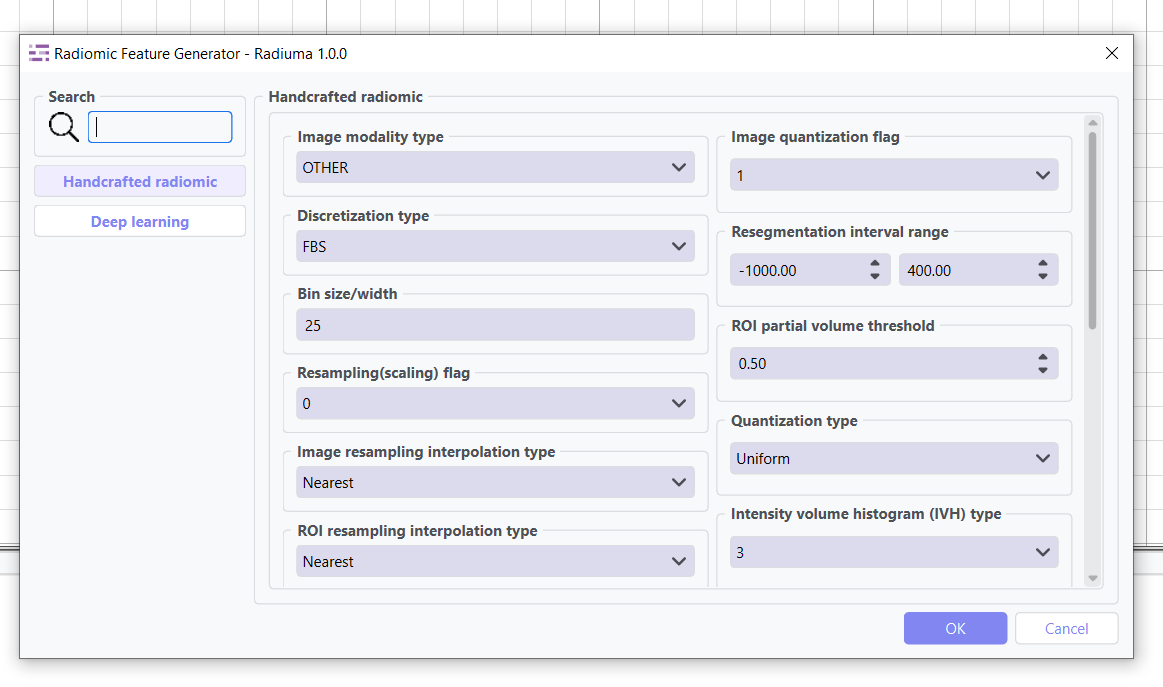 Radiomic Feature Generator - Radiuma 1.0.0
Search
Handcrafted radiomic
Deep learning
Handcrafted radiomic
Image modality type
OTHER
Discretization type
FBS
Bin size/width
25
Resampling(scaling) flag
0
Image resampling interpolation type
Nearest
ROI resampling interpolation type
Nearest
Image quantization flag
1
Resegmentation interval range
-1000.00 400.00
ROI partial volume threshold
0.50
Quantization type
Uniform
Intensity volume histogram (IVH) type
3
OK Cancel